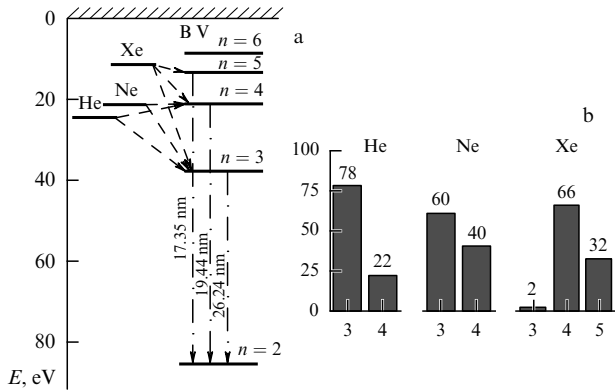 0
B V
a
n = 6
Xe
n = 5
20
Ne
n = 4
He
b
n = 3
40
17.35 nm
19.44 nm
26.24 nm
60
80
n = 2
E, eV
He
Ne
Xe
100
75
50
25
0
78
22
60
40
2
66
32
3
4
3
4
3
4
5